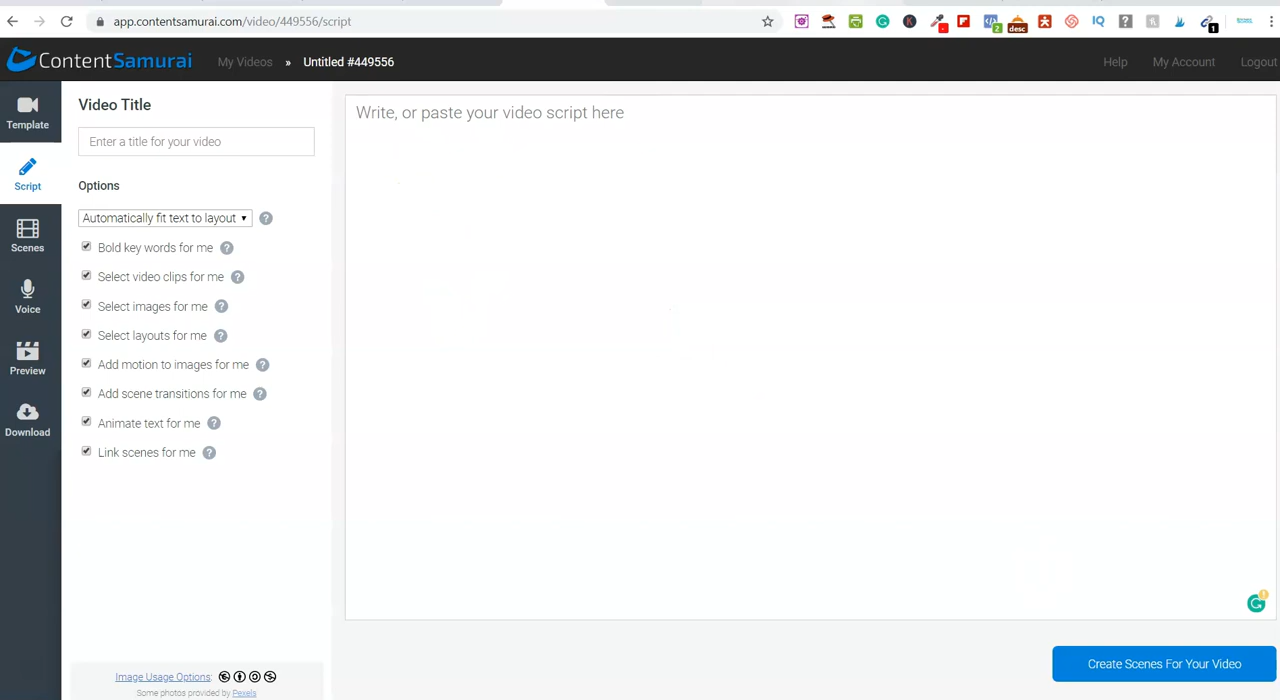 app.contentsamurai.com/video/449556/script
2
desc
IQ
?
1
ContentSamurai
My Videos » Untitled #449556
Help
My Account
Logout
Template
Script
Scenes
Voice
Preview
Download
Video Title
Enter a title for your video
Options
Automatically fit text to layout ?
Bold key words for me ?
Select video clips for me ?
Select images for me ?
Select layouts for me ?
Add motion to images for me ?
Add scene transitions for me ?
Animate text for me ?
Link scenes for me ?
Image Usage Options:
Some photos provided by Pexels
Write, or paste your video script here
Create Scenes For Your Video